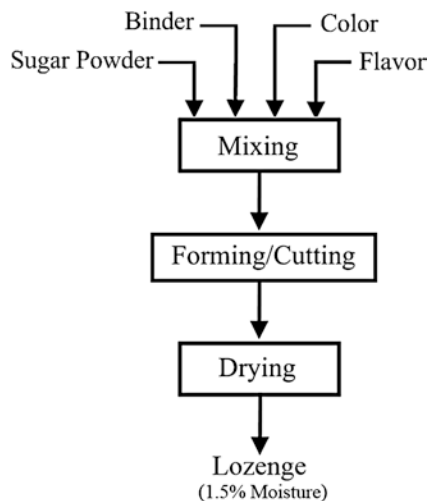 Binder
Color
Sugar Powder
Flavor
Mixing
Forming/Cutting
Drying
Lozenge
(1.5% Moisture)